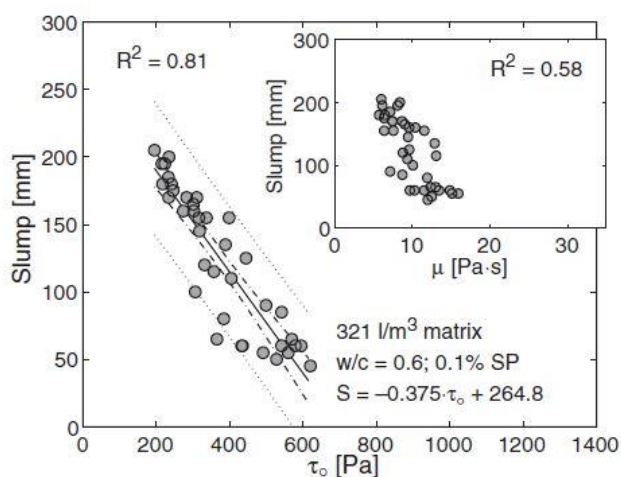 300
250
200
150
100
50
0
Slump [mm]
R² = 0.81
0 200 400 600 800 1000 1200 1400
τₒ [Pa]
300
200
100
0
Slump [mm]
R² = 0.58
0 10 20 30
μ [Pa·s]
321 l/m³ matrix
w/c = 0.6; 0.1% SP
S = −0.375·τₒ + 264.8